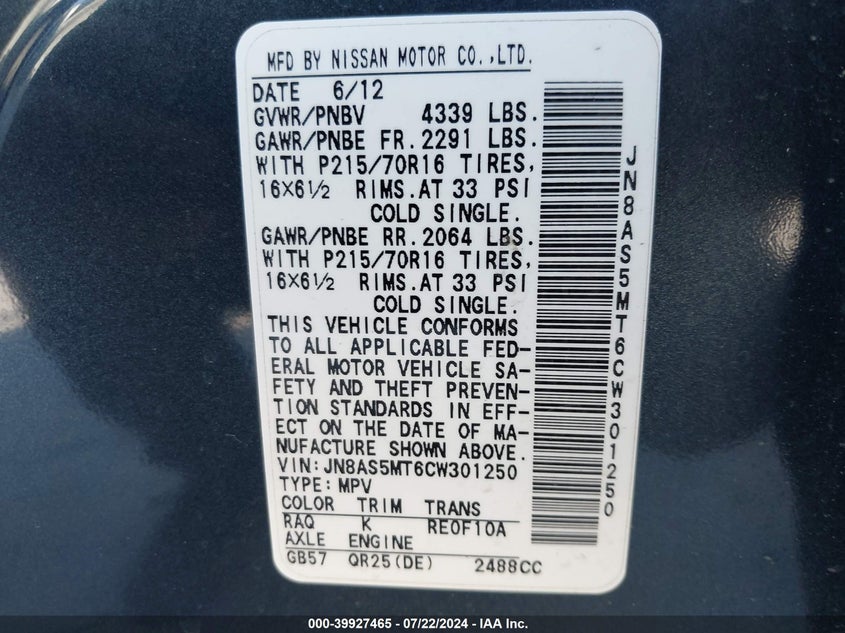 MFD BY NISSAN MOTOR CO.,LTD.
DATE 6/12
GVWR/PNBV 4339 LBS.
GAWR/PNBE FR.2291 LBS.
WITH P215/70R16 TIRES,
16×6½ RIMS.AT 33 PSI
COLD SINGLE.
GAWR/PNBE RR.2064 LBS.
WITH P215/70R16 TIRES,
16×6½ RIMS.AT 33 PSI
COLD SINGLE.
THIS VEHICLE CONFORMS
TO ALL APPLICABLE FED-
ERAL MOTOR VEHICLE SA-
FETY AND THEFT PREVEN-
TION STANDARDS IN EFF-
ECT ON THE DATE OF MA-
NUFACTURE SHOWN ABOVE.
VIN:JN8AS5MT6CW301250
TYPE:MPV
COLOR TRIM TRANS
RAQ K RE0F10A
AXLE ENGINE
GB57 QR25(DE) 2488CC
JN8AS5MT6CW301250
000-39927465 - 07/22/2024 - IAA Inc.